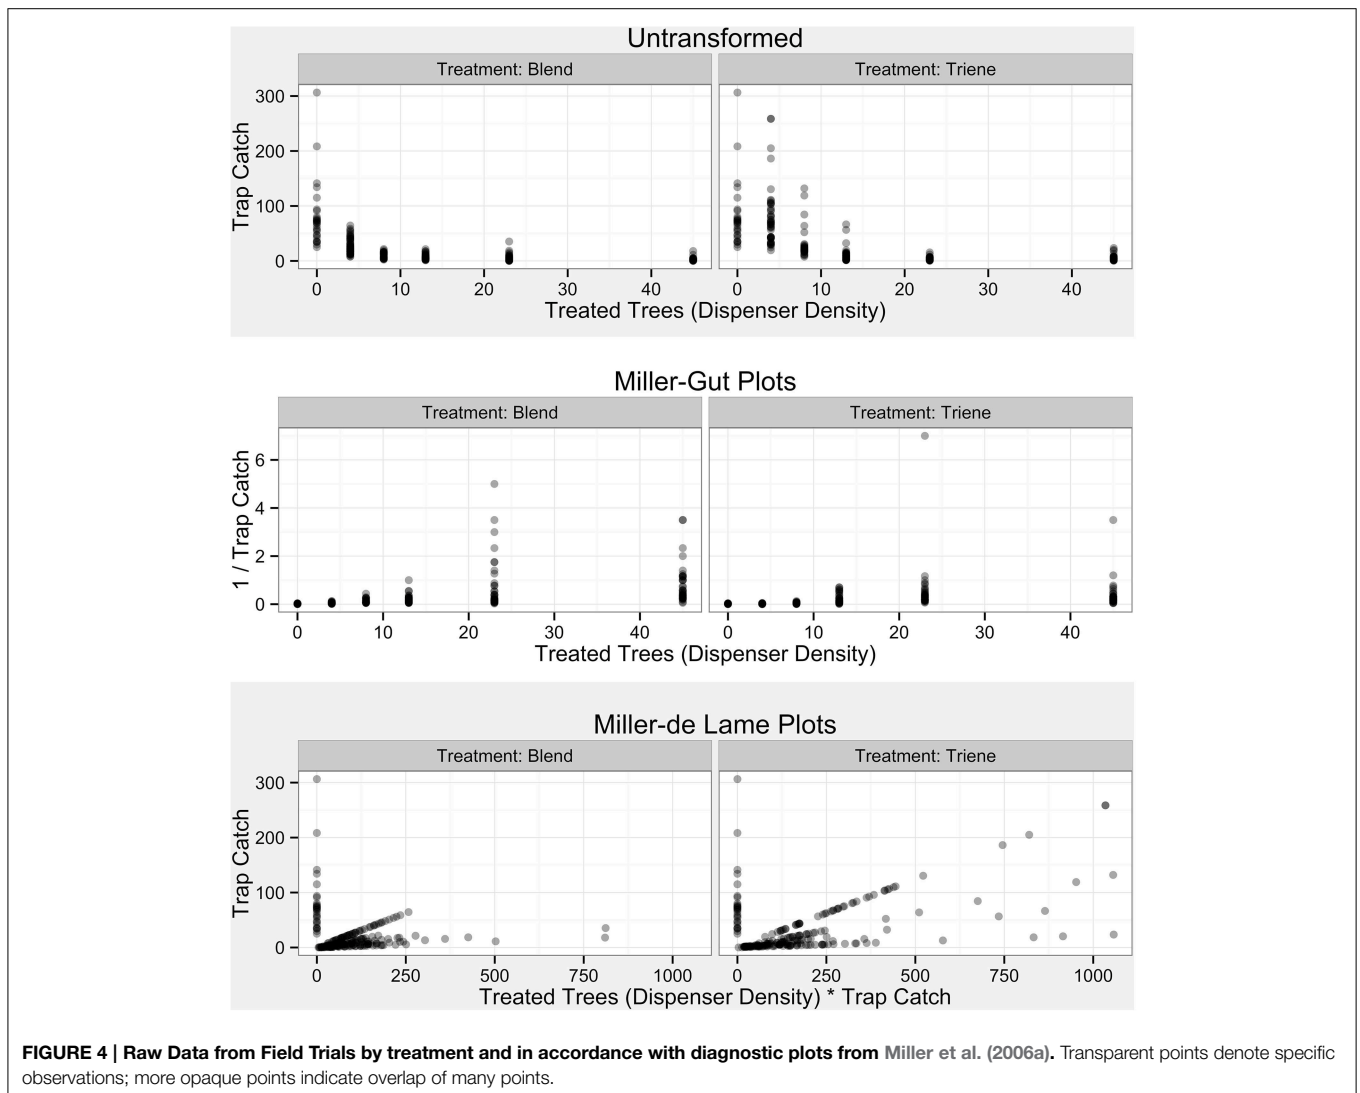 Untransformed
Treatment: Blend
Treatment: Triene
300
200
100
0
Trap Catch
0 10 20 30 40
0 10 20 30 40
Treated Trees (Dispenser Density)
Miller-Gut Plots
Treatment: Blend
Treatment: Triene
6
4
2
0
1 / Trap Catch
0 10 20 30 40
0 10 20 30 40
Treated Trees (Dispenser Density)
Miller-de Lame Plots
Treatment: Blend
Treatment: Triene
300
200
100
0
Trap Catch
0 250 500 750 1000
0 250 500 750 1000
Treated Trees (Dispenser Density) * Trap Catch
FIGURE 4 | Raw Data from Field Trials by treatment and in accordance with diagnostic plots from Miller et al. (2006a). Transparent points denote specific
observations; more opaque points indicate overlap of many points.